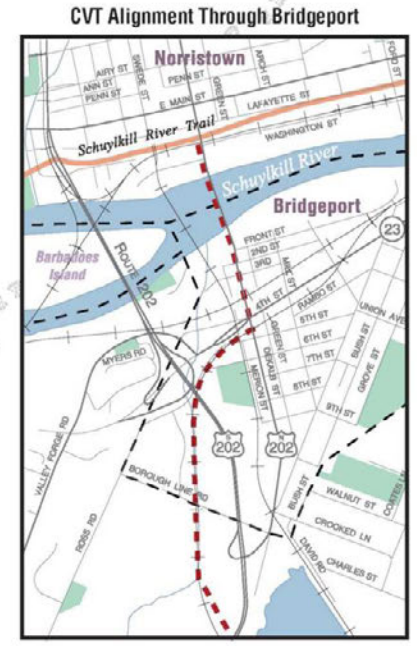 CVT Alignment Through Bridgeport
Norristown
AIRY ST
SWEDE ST
ARCH ST
FORD ST
ANN ST
PENN ST
PENN ST
GREEN ST
E MAIN ST
LAFAYETTE ST
Schuylkill River Trail
WASHINGTON ST
Schuylkill River
Bridgeport
23
FRONT ST
2ND ST
3RD
Barbadoes
Island
ROUTE 202
MILL ST
4TH ST
RAMBO ST
5TH ST
UNION AVE
GREEN ST
6TH ST
BUSH ST
MYERS RD
DEKALB ST
7TH ST
GROVE ST
MERION ST
8TH ST
9TH ST
VALLEY FORGE RD
202
202
BOROUGH LINE RD
BUSH ST
WALNUT ST
COATES LN
ROSS RD
CROOKED LN
DAVID RD
CHARLES ST